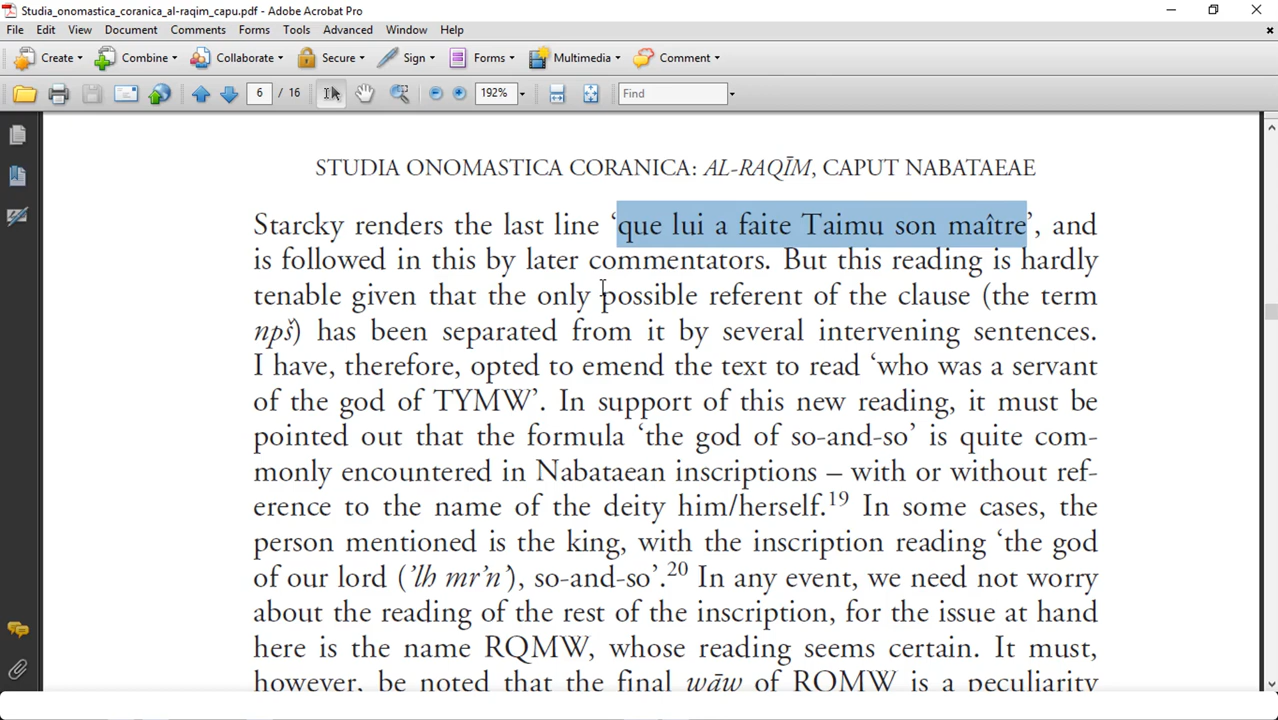 Studia_onomastica_coranica_al-raqim_capu.pdf - Adobe Acrobat Pro
File Edit View Document Comments Forms Tools Advanced Window Help
Create Combine Collaborate Secure Sign Forms Multimedia Comment
6 / 16 192% Find
STUDIA ONOMASTICA CORANICA: AL-RAQĪM, CAPUT NABATAEAE
Starcky renders the last line ‘que lui a faite Taimu son maître’, and
is followed in this by later commentators. But this reading is hardly
tenable given that the only possible referent of the clause (the term
npš) has been separated from it by several intervening sentences.
I have, therefore, opted to emend the text to read ‘who was a servant
of the god of TYMW’. In support of this new reading, it must be
pointed out that the formula ‘the god of so-and-so’ is quite com-
monly encountered in Nabataean inscriptions – with or without ref-
erence to the name of the deity him/herself.19 In some cases, the
person mentioned is the king, with the inscription reading ‘the god
of our lord (’lh mr’n’), so-and-so’.20 In any event, we need not worry
about the reading of the rest of the inscription, for the issue at hand
here is the name RQMW, whose reading seems certain. It must,
however, be noted that the final wāw of RQMW is a peculiarity